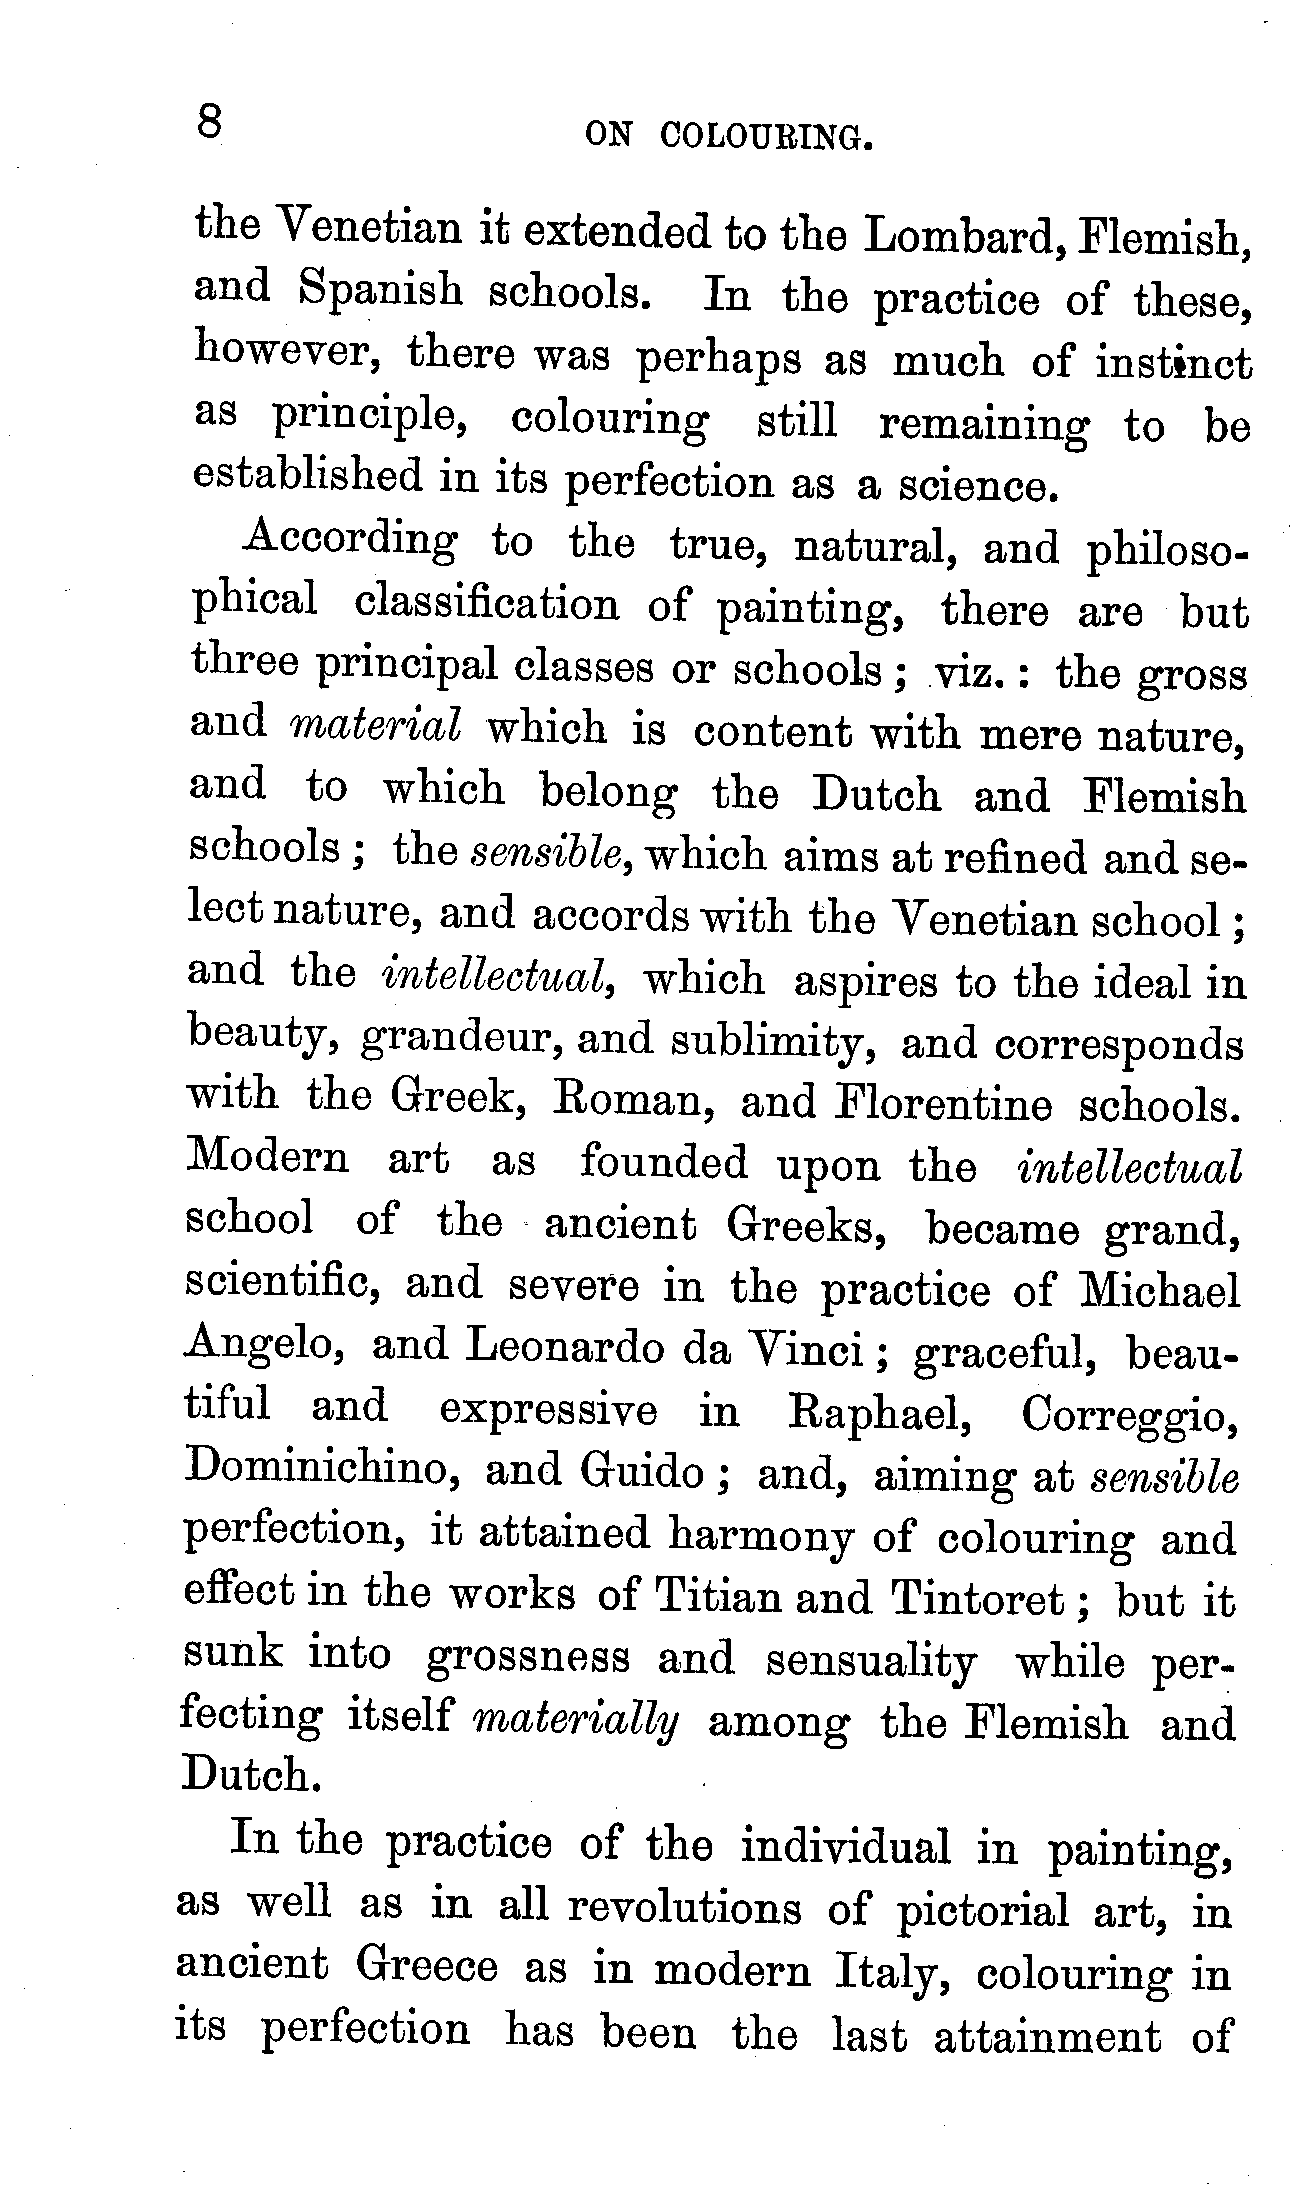 8
ON COLOURING.
the Venetian it extended to the Lombard, Flemish,
and Spanish schools. In the practice of these,
however, there was perhaps as much of instinct
as principle, colouring still remaining to be
established in its perfection as a science.
According to the true, natural, and philoso-
phical classification of painting, there are but
three principal classes or schools ; viz. : the gross
and material which is content with mere nature,
and to which belong the Dutch and Flemish
schools ; the sensible, which aims at refined and se-
lect nature, and accords with the Venetian school ;
and the intellectual, which aspires to the ideal in
beauty, grandeur, and sublimity, and corresponds
with the Greek, Roman, and Florentine schools.
Modern art as founded upon the intellectual
school of the ancient Greeks, became grand,
scientific, and severe in the practice of Michael
Angelo, and Leonardo da Vinci ; graceful, beau-
tiful and expressive in Raphael, Correggio,
Dominichino, and Guido ; and, aiming at sensible
perfection, it attained harmony of colouring and
effect in the works of Titian and Tintoret ; but it
sunk into grossness and sensuality while per-
fecting itself materially among the Flemish and
Dutch.
In the practice of the individual in painting,
as well as in all revolutions of pictorial art, in
ancient Greece as in modern Italy, colouring in
its perfection has been the last attainment of